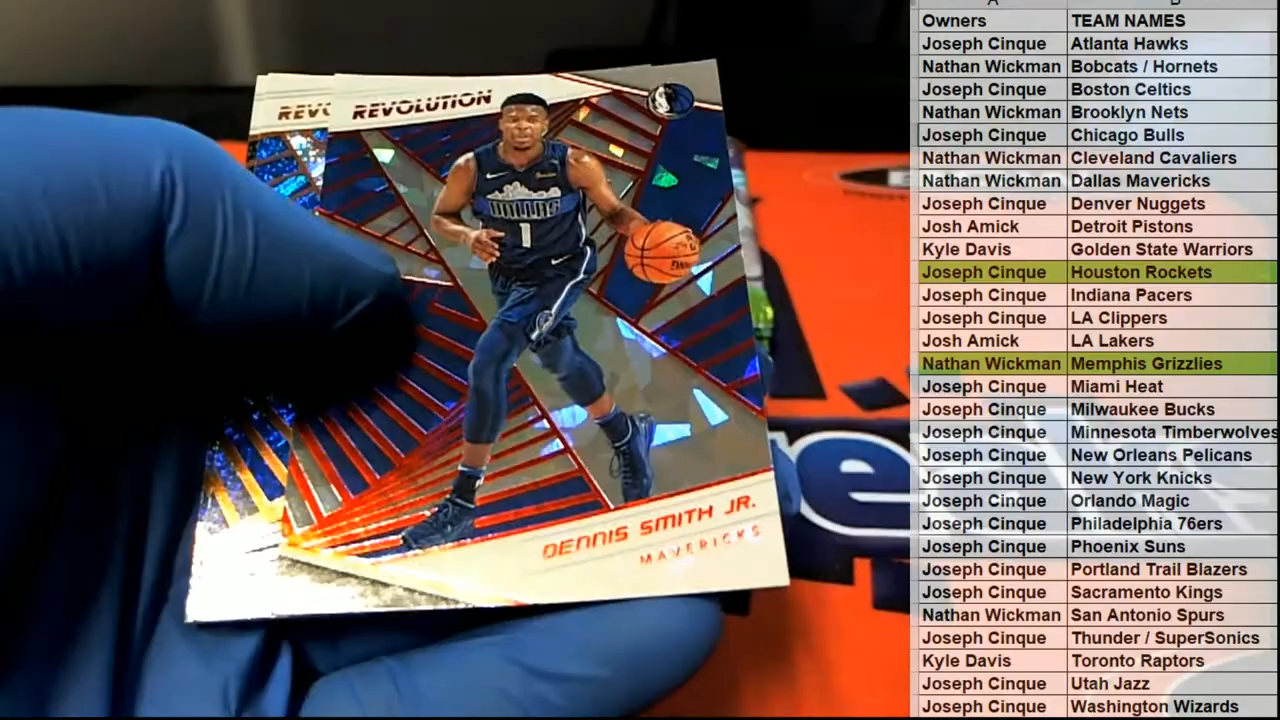 REVOLUTION
DALLAS
1
DENNIS SMITH JR.
MAVERICKS
Owners TEAM NAMES
Joseph Cinque Atlanta Hawks
Nathan Wickman Bobcats / Hornets
Joseph Cinque Boston Celtics
Nathan Wickman Brooklyn Nets
Joseph Cinque Chicago Bulls
Nathan Wickman Cleveland Cavaliers
Nathan Wickman Dallas Mavericks
Joseph Cinque Denver Nuggets
Josh Amick Detroit Pistons
Kyle Davis Golden State Warriors
Joseph Cinque Houston Rockets
Joseph Cinque Indiana Pacers
Joseph Cinque LA Clippers
Josh Amick LA Lakers
Nathan Wickman Memphis Grizzlies
Joseph Cinque Miami Heat
Joseph Cinque Milwaukee Bucks
Joseph Cinque Minnesota Timberwolves
Joseph Cinque New Orleans Pelicans
Joseph Cinque New York Knicks
Joseph Cinque Orlando Magic
Joseph Cinque Philadelphia 76ers
Joseph Cinque Phoenix Suns
Joseph Cinque Portland Trail Blazers
Joseph Cinque Sacramento Kings
Nathan Wickman San Antonio Spurs
Joseph Cinque Thunder / SuperSonics
Kyle Davis Toronto Raptors
Joseph Cinque Utah Jazz
Joseph Cinque Washington Wizards